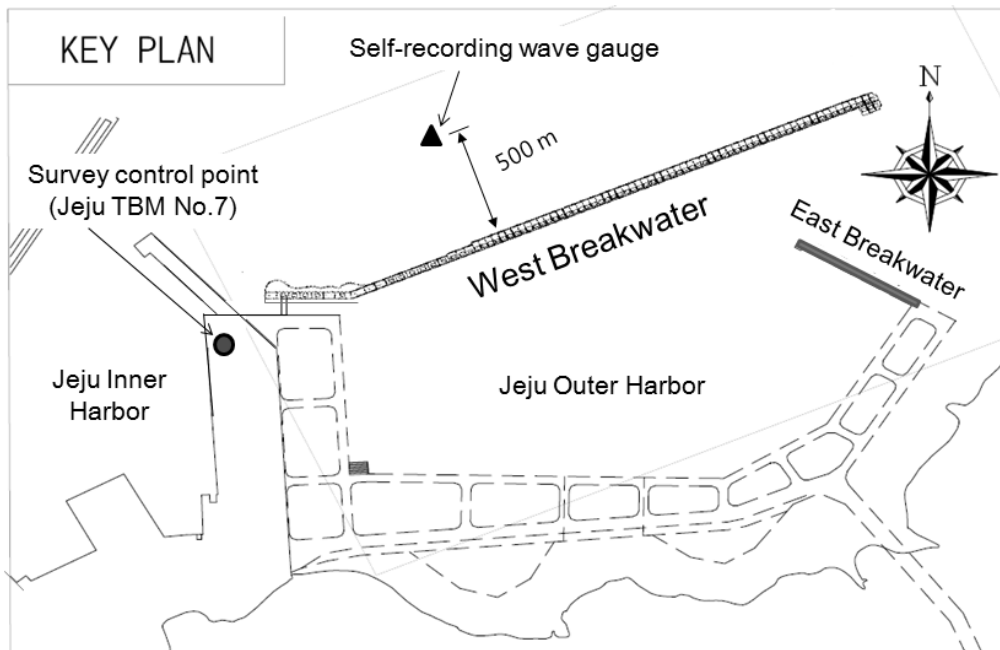 KEY PLAN
Self-recording wave gauge
N
500 m
Survey control point
(Jeju TBM No.7)
West Breakwater
East Breakwater
Jeju Inner
Harbor
Jeju Outer Harbor